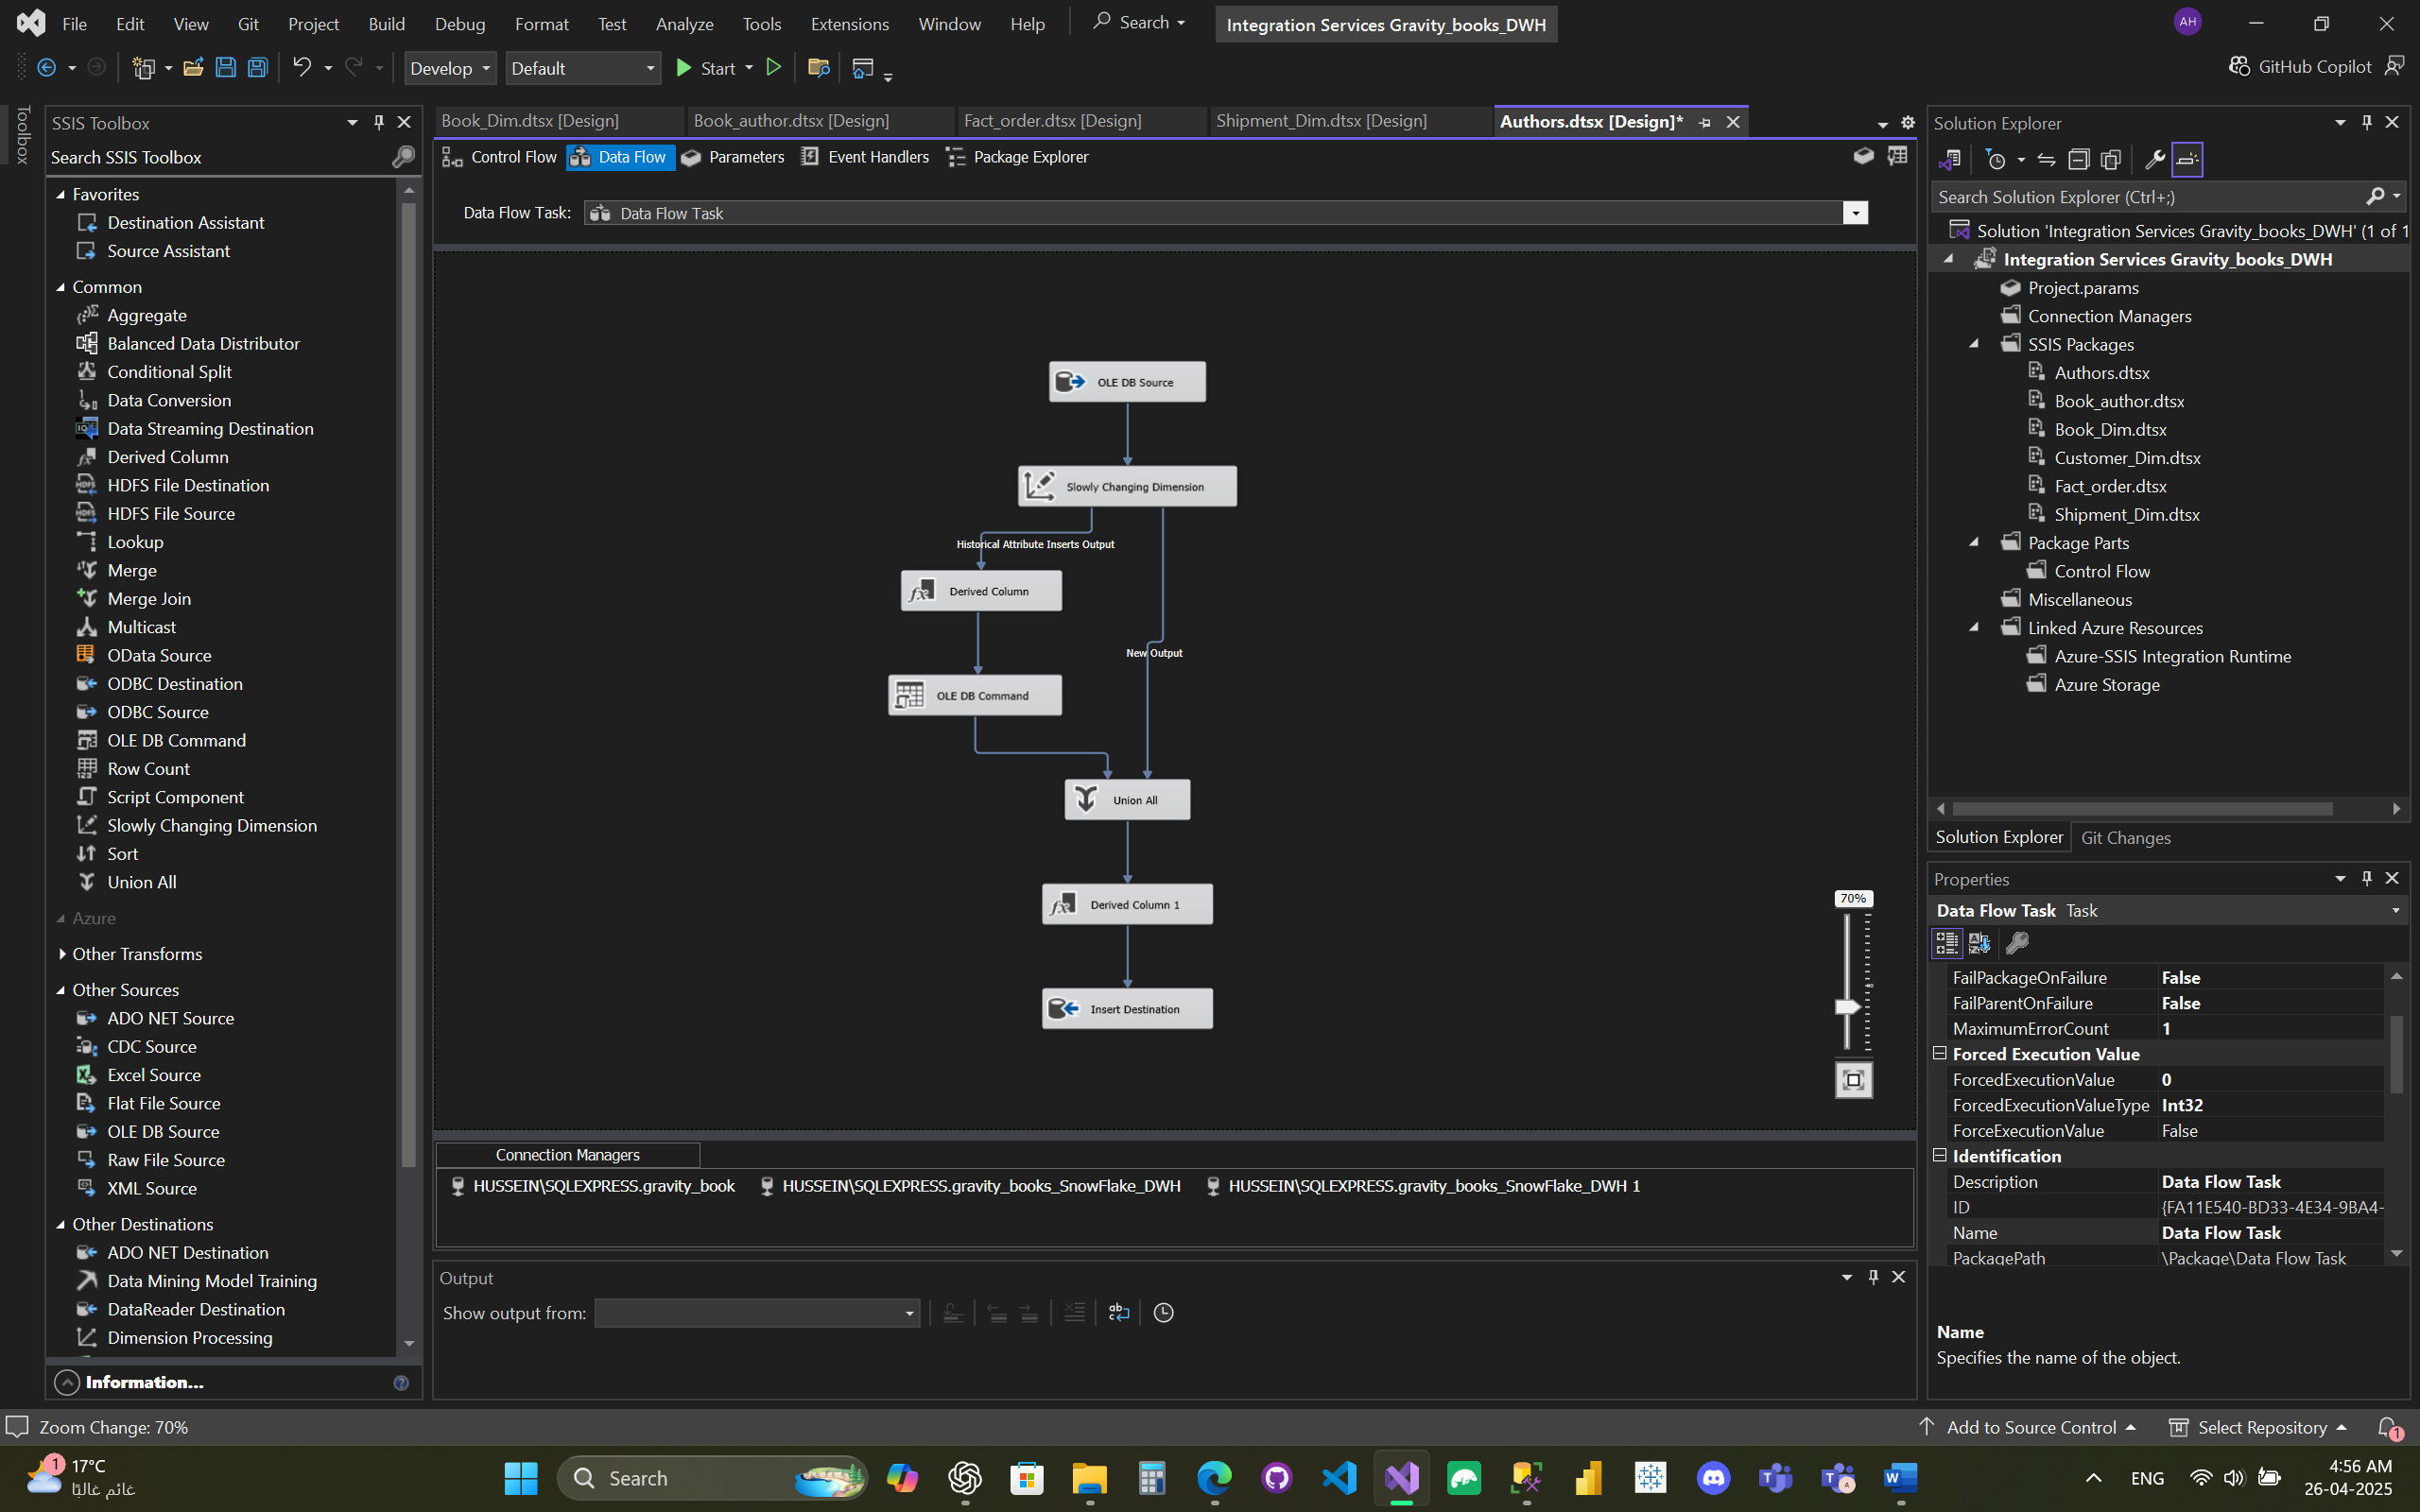 File Edit View Git Project Build Debug Format Test Analyze Tools Extensions Window Help Search Integration Services Gravity_books_DWH AH
Develop Default Start GitHub Copilot
Toolbox
SSIS Toolbox
Search SSIS Toolbox
Favorites
Destination Assistant
Source Assistant
Common
Aggregate
Balanced Data Distributor
Conditional Split
Data Conversion
Data Streaming Destination
Derived Column
HDFS File Destination
HDFS File Source
Lookup
Merge
Merge Join
Multicast
OData Source
ODBC Destination
ODBC Source
OLE DB Command
Row Count
Script Component
Slowly Changing Dimension
Sort
Union All
Azure
Other Transforms
Other Sources
ADO NET Source
CDC Source
Excel Source
Flat File Source
OLE DB Source
Raw File Source
XML Source
Other Destinations
ADO NET Destination
Data Mining Model Training
DataReader Destination
Dimension Processing
Information...
Book_Dim.dtsx [Design] Book_author.dtsx [Design] Fact_order.dtsx [Design] Shipment_Dim.dtsx [Design] Authors.dtsx [Design]*
Control Flow Data Flow Parameters Event Handlers Package Explorer
Data Flow Task: Data Flow Task
OLE DB Source
Slowly Changing Dimension
Historical Attribute Inserts Output
Derived Column
New Output
OLE DB Command
Union All
Derived Column 1
Insert Destination
70%
Connection Managers
HUSSEIN\SQLEXPRESS.gravity_book HUSSEIN\SQLEXPRESS.gravity_books_SnowFlake_DWH HUSSEIN\SQLEXPRESS.gravity_books_SnowFlake_DWH 1
Output
Show output from:
Solution Explorer
Search Solution Explorer (Ctrl+;)
Solution 'Integration Services Gravity_books_DWH' (1 of 1
Integration Services Gravity_books_DWH
Project.params
Connection Managers
SSIS Packages
Authors.dtsx
Book_author.dtsx
Book_Dim.dtsx
Customer_Dim.dtsx
Fact_order.dtsx
Shipment_Dim.dtsx
Package Parts
Control Flow
Miscellaneous
Linked Azure Resources
Azure-SSIS Integration Runtime
Azure Storage
Solution Explorer Git Changes
Properties
Data Flow Task Task
FailPackageOnFailure False
FailParentOnFailure False
MaximumErrorCount 1
Forced Execution Value
ForcedExecutionValue 0
ForcedExecutionValueType Int32
ForceExecutionValue False
Identification
Description Data Flow Task
ID {FA11E540-BD33-4E34-9BA4-
Name Data Flow Task
PackagePath \Package\Data Flow Task
Name
Specifies the name of the object.
Zoom Change: 70% Add to Source Control Select Repository 1
1 17°C
غائم غالبًا
Search
ENG
4:56 AM
26-04-2025